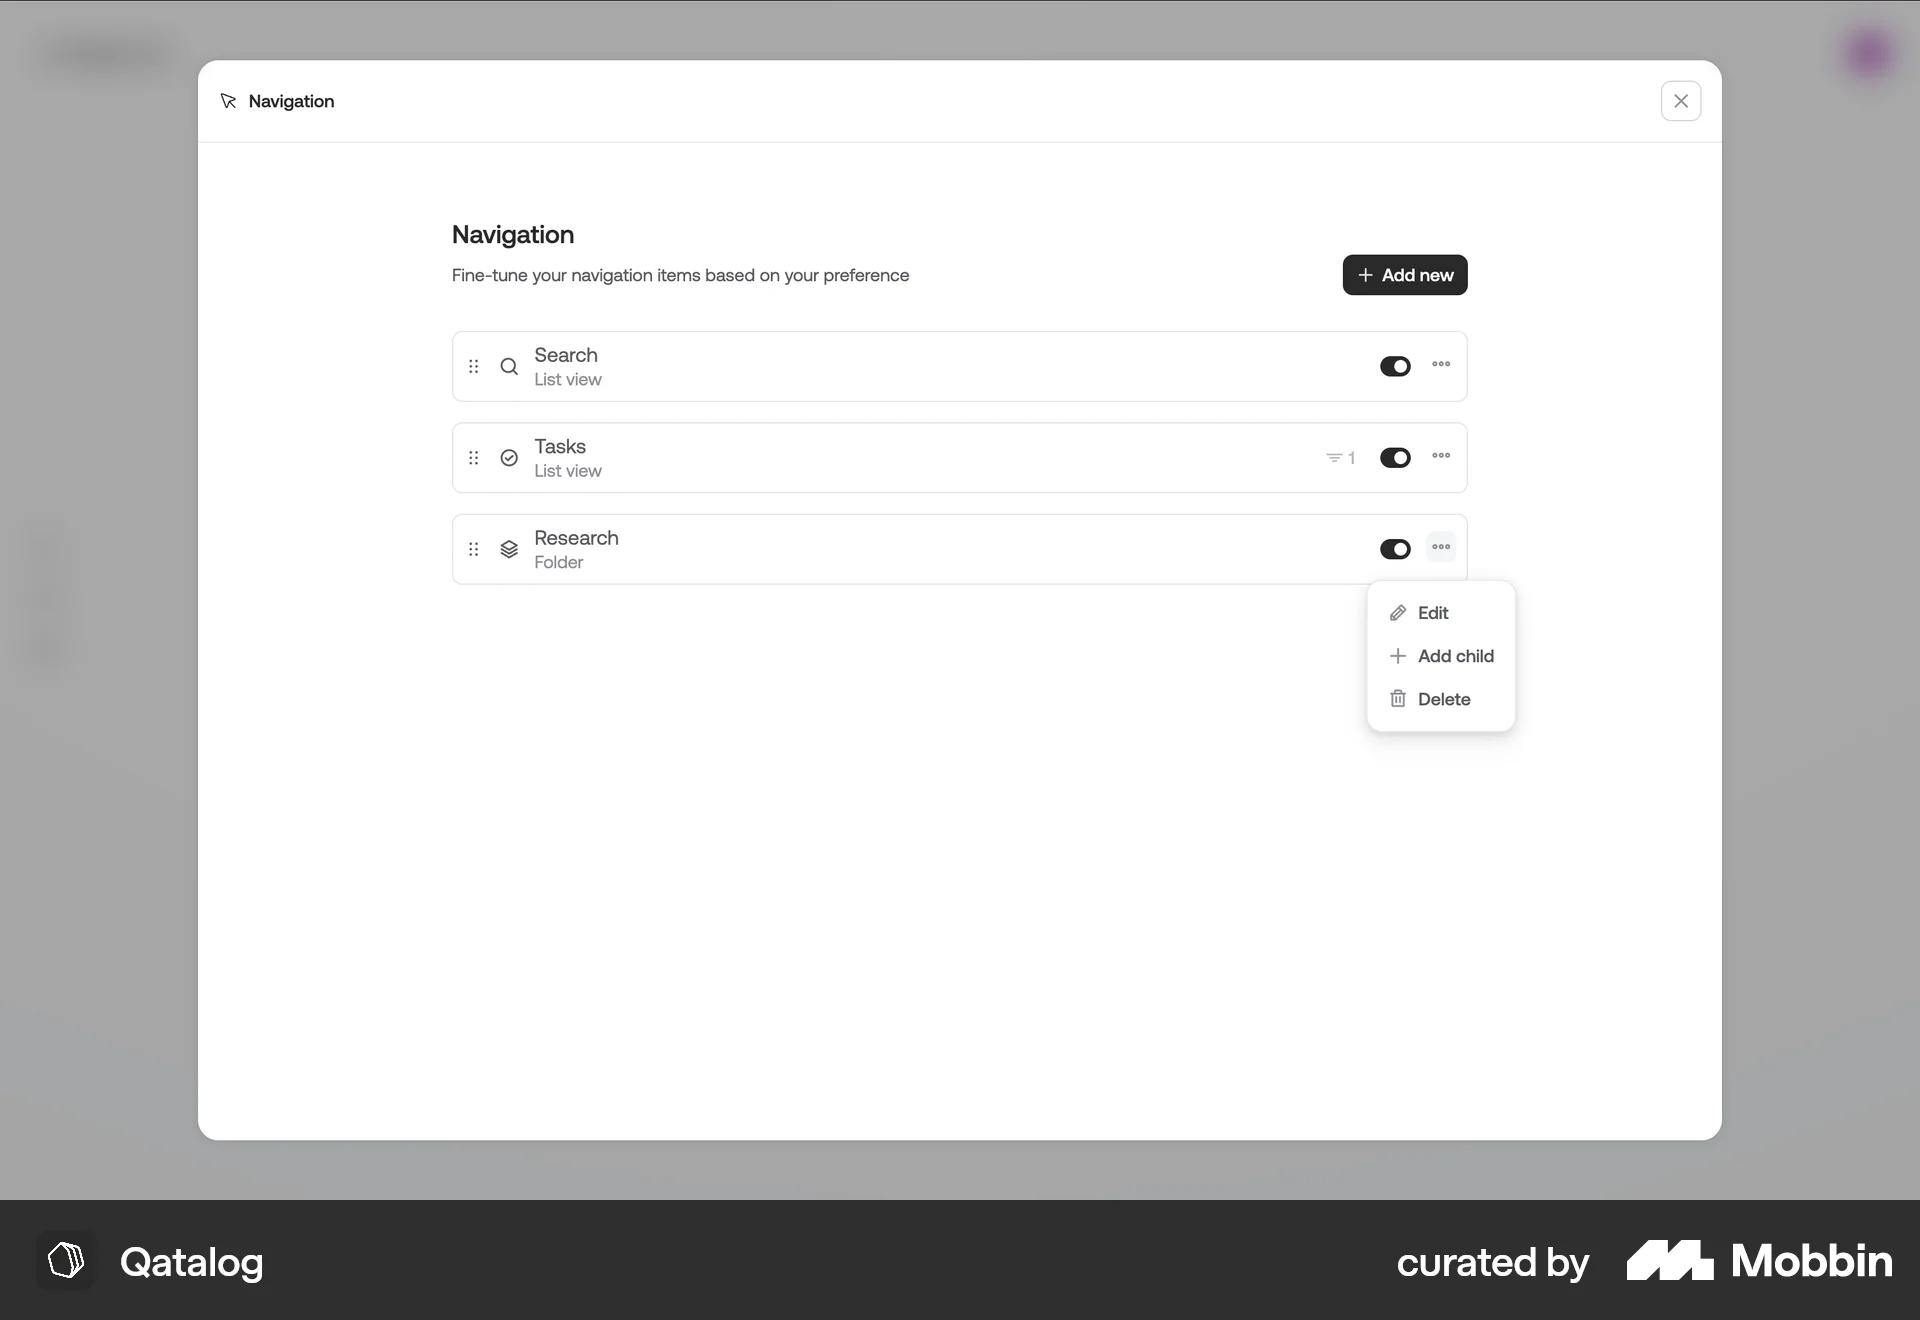 Navigation
Navigation
Fine-tune your navigation items based on your preference
Add new
Search
List view
Tasks
List view
1
Research
Folder
Edit
Add child
Delete
Qatalog
curated by Mobbin